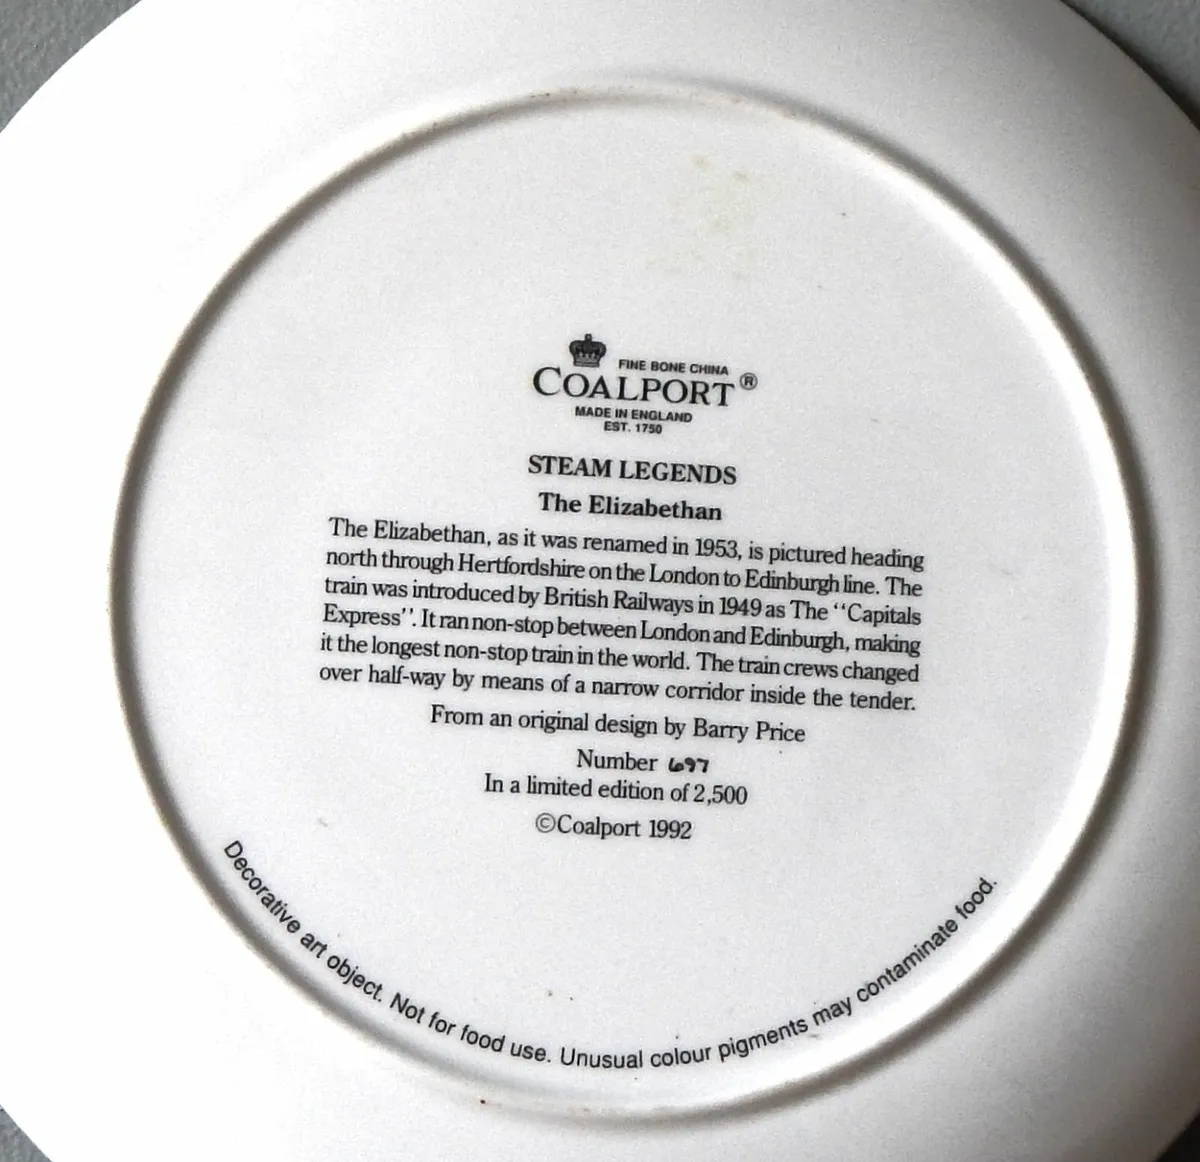 FINE BONE CHINA
COALPORT®
MADE IN ENGLAND
EST. 1750
STEAM LEGENDS
The Elizabethan
The Elizabethan, as it was renamed in 1953, is pictured heading
north through Hertfordshire on the London to Edinburgh line. The
train was introduced by British Railways in 1949 as The "Capitals
Express". It ran non-stop between London and Edinburgh, making
it the longest non-stop train in the world. The train crews changed
over half-way by means of a narrow corridor inside the tender.
From an original design by Barry Price
Number 697
In a limited edition of 2,500
©Coalport 1992
Decorative art object. Not for food use. Unusual colour pigments may contaminate food.